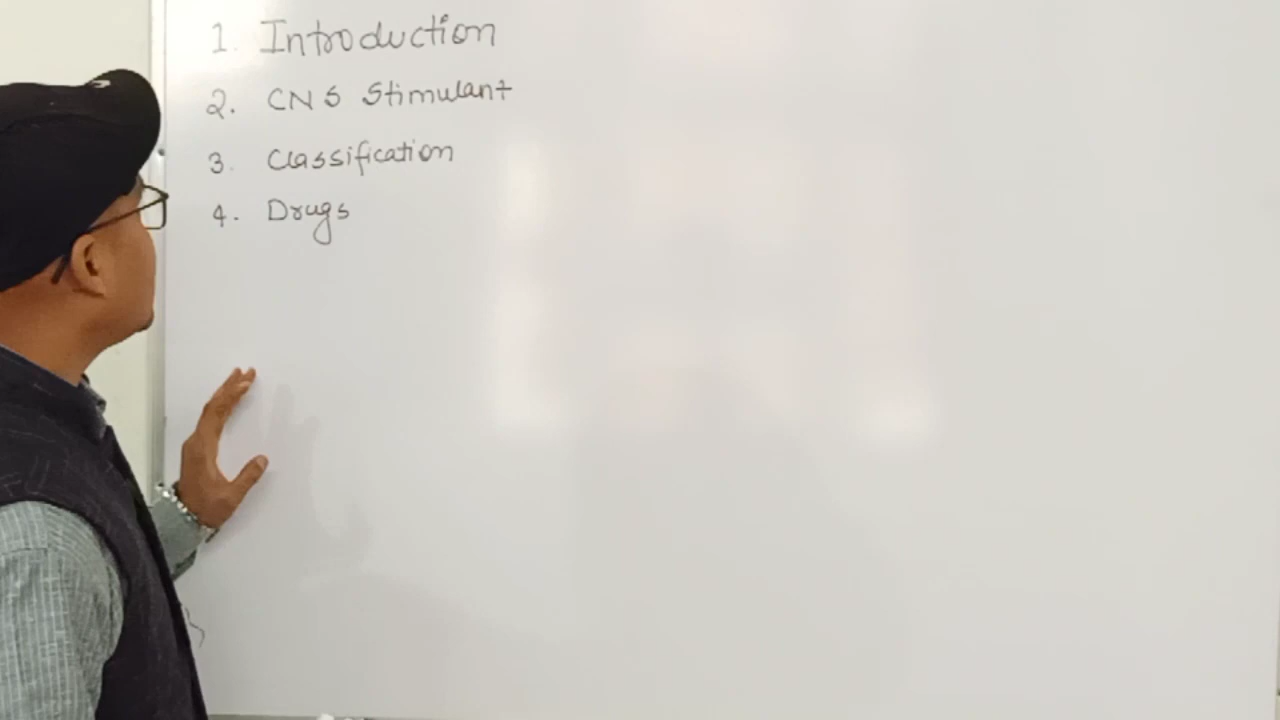 1. Introduction
2. CNS Stimulant
3. Classification
4. Drugs